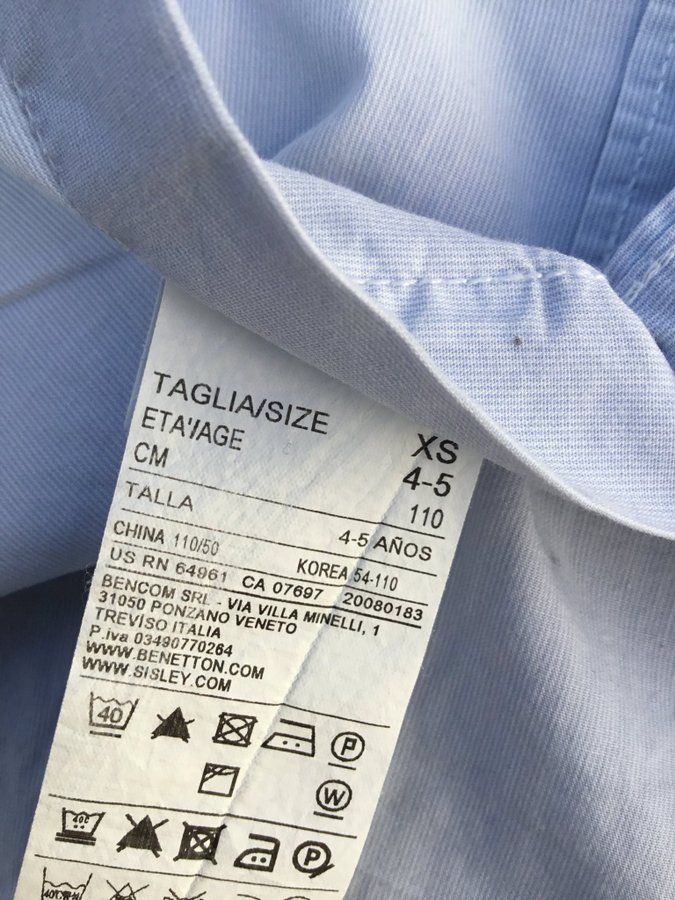 TAGLIA/SIZE XS
ETA'/AGE 4-5
CM 110
TALLA 4-5 AÑOS
CHINA 110/50 KOREA 54-110
US RN 64961 CA 07697 20080183
BENCOM SRL - VIA VILLA MINELLI, 1
31050 PONZANO VENETO
TREVISO ITALIA
P.iva 03490770264
WWW.BENETTON.COM
WWW.SISLEY.COM
40 P
W
40C P
40°C